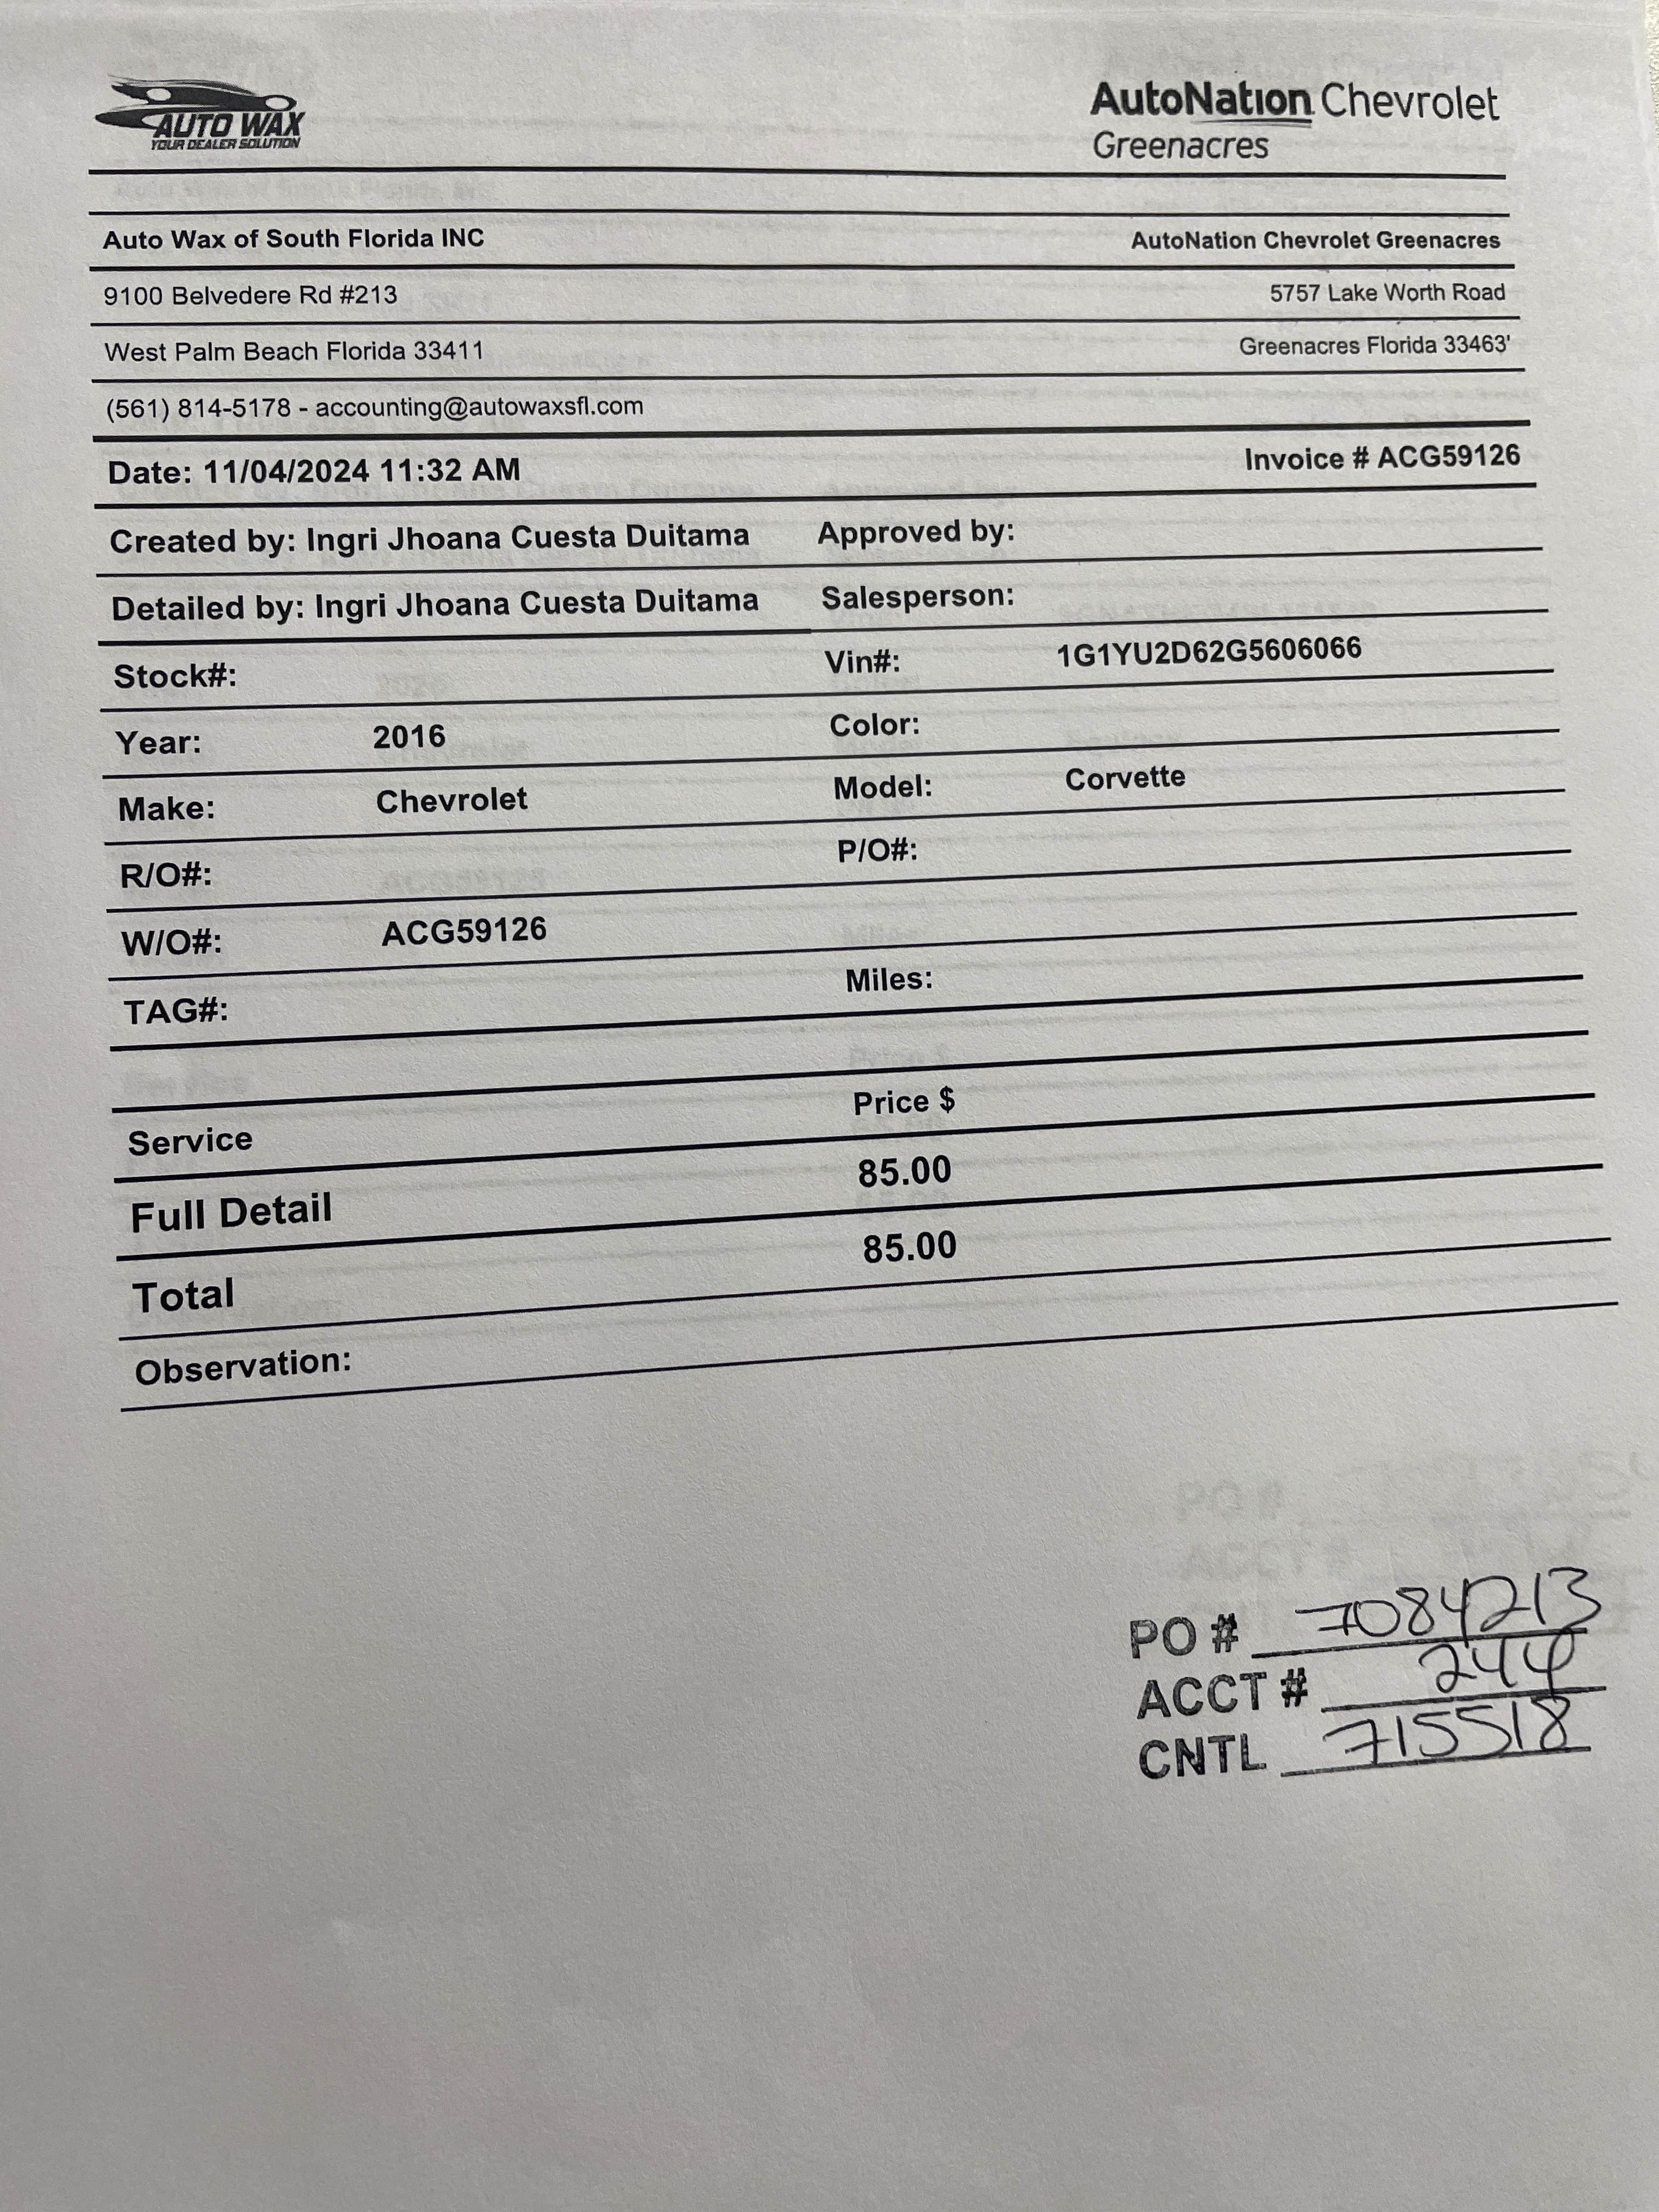 AUTO WAX
YOUR DEALER SOLUTION
AutoNation Chevrolet
Greenacres
Auto Wax of South Florida INC AutoNation Chevrolet Greenacres
9100 Belvedere Rd #213 5757 Lake Worth Road
West Palm Beach Florida 33411 Greenacres Florida 33463'
(561) 814-5178 - accounting@autowaxsfl.com
Date: 11/04/2024 11:32 AM Invoice # ACG59126
Created by: Ingri Jhoana Cuesta Duitama Approved by:
Detailed by: Ingri Jhoana Cuesta Duitama Salesperson:
Stock#: Vin#: 1G1YU2D62G5606066
Year: 2016 Color:
Make: Chevrolet Model: Corvette
R/O#: P/O#:
W/O#: ACG59126
TAG#: Miles:
Service Price $
Full Detail 85.00
Total 85.00
Observation:
PO # 7084213
ACCT # 244
CNTL 715518